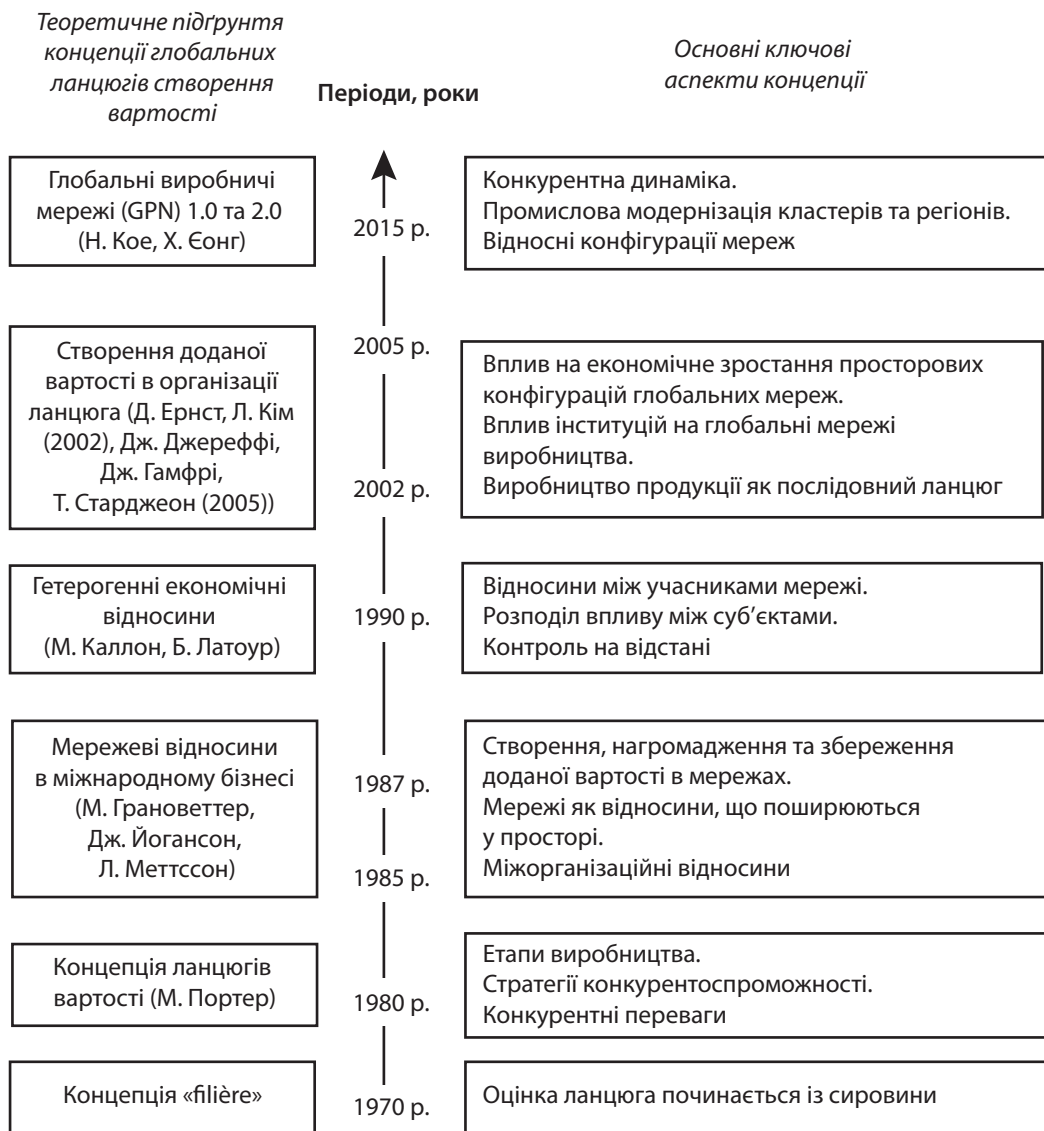 Теоретичне підґрунтя
концепції глобальних
ланцюгів створення
вартості
Періоди, роки
Основні ключові
аспекти концепції
Глобальні виробничі
мережі (GPN) 1.0 та 2.0
(Н. Кое, Х. Єонг)
2015 р.
Конкурентна динаміка.
Промислова модернізація кластерів та регіонів.
Відносні конфігурації мереж
Створення доданої
вартості в організації
ланцюга (Д. Ернст, Л. Кім
(2002), Дж. Джереффі,
Дж. Гамфрі,
Т. Старджеон (2005))
2005 р.
2002 р.
Вплив на економічне зростання просторових
конфігурацій глобальних мереж.
Вплив інституцій на глобальні мережі
виробництва.
Виробництво продукції як послідовний ланцюг
Гетерогенні економічні
відносини
(М. Каллон, Б. Латоур)
1990 р.
Відносини між учасниками мережі.
Розподіл впливу між суб’єктами.
Контроль на відстані
Мережеві відносини
в міжнародному бізнесі
(М. Грановеттер,
Дж. Йогансон,
Л. Меттссон)
1987 р.
1985 р.
Створення, нагромадження та збереження
доданої вартості в мережах.
Мережі як відносини, що поширюються
у просторі.
Міжорганізаційні відносини
Концепція ланцюгів
вартості (М. Портер)
1980 р.
Етапи виробництва.
Стратегії конкурентоспроможності.
Конкурентні переваги
Концепція «filière»
1970 р.
Оцінка ланцюга починається із сировини